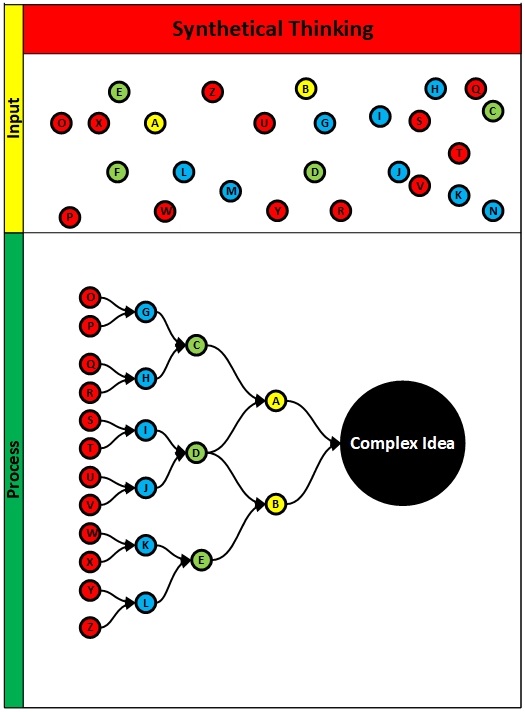 Synthetical Thinking
Input
E Z B H Q
O X A U G I S C
T
F L D J
M V K
P W Y R N
Process
O
P G
C
Q H
R
A
S I
T
D Complex Idea
U J
V
B
W K
X E
Y L
Z